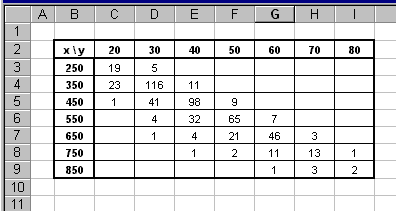 A B C D E F G H I
1
2 x \ y 20 30 40 50 60 70 80
3 250 19 5
4 350 23 116 11
5 450 1 41 98 9
6 550 4 32 65 7
7 650 1 4 21 46 3
8 750 1 2 11 13 1
9 850 1 3 2
10
11